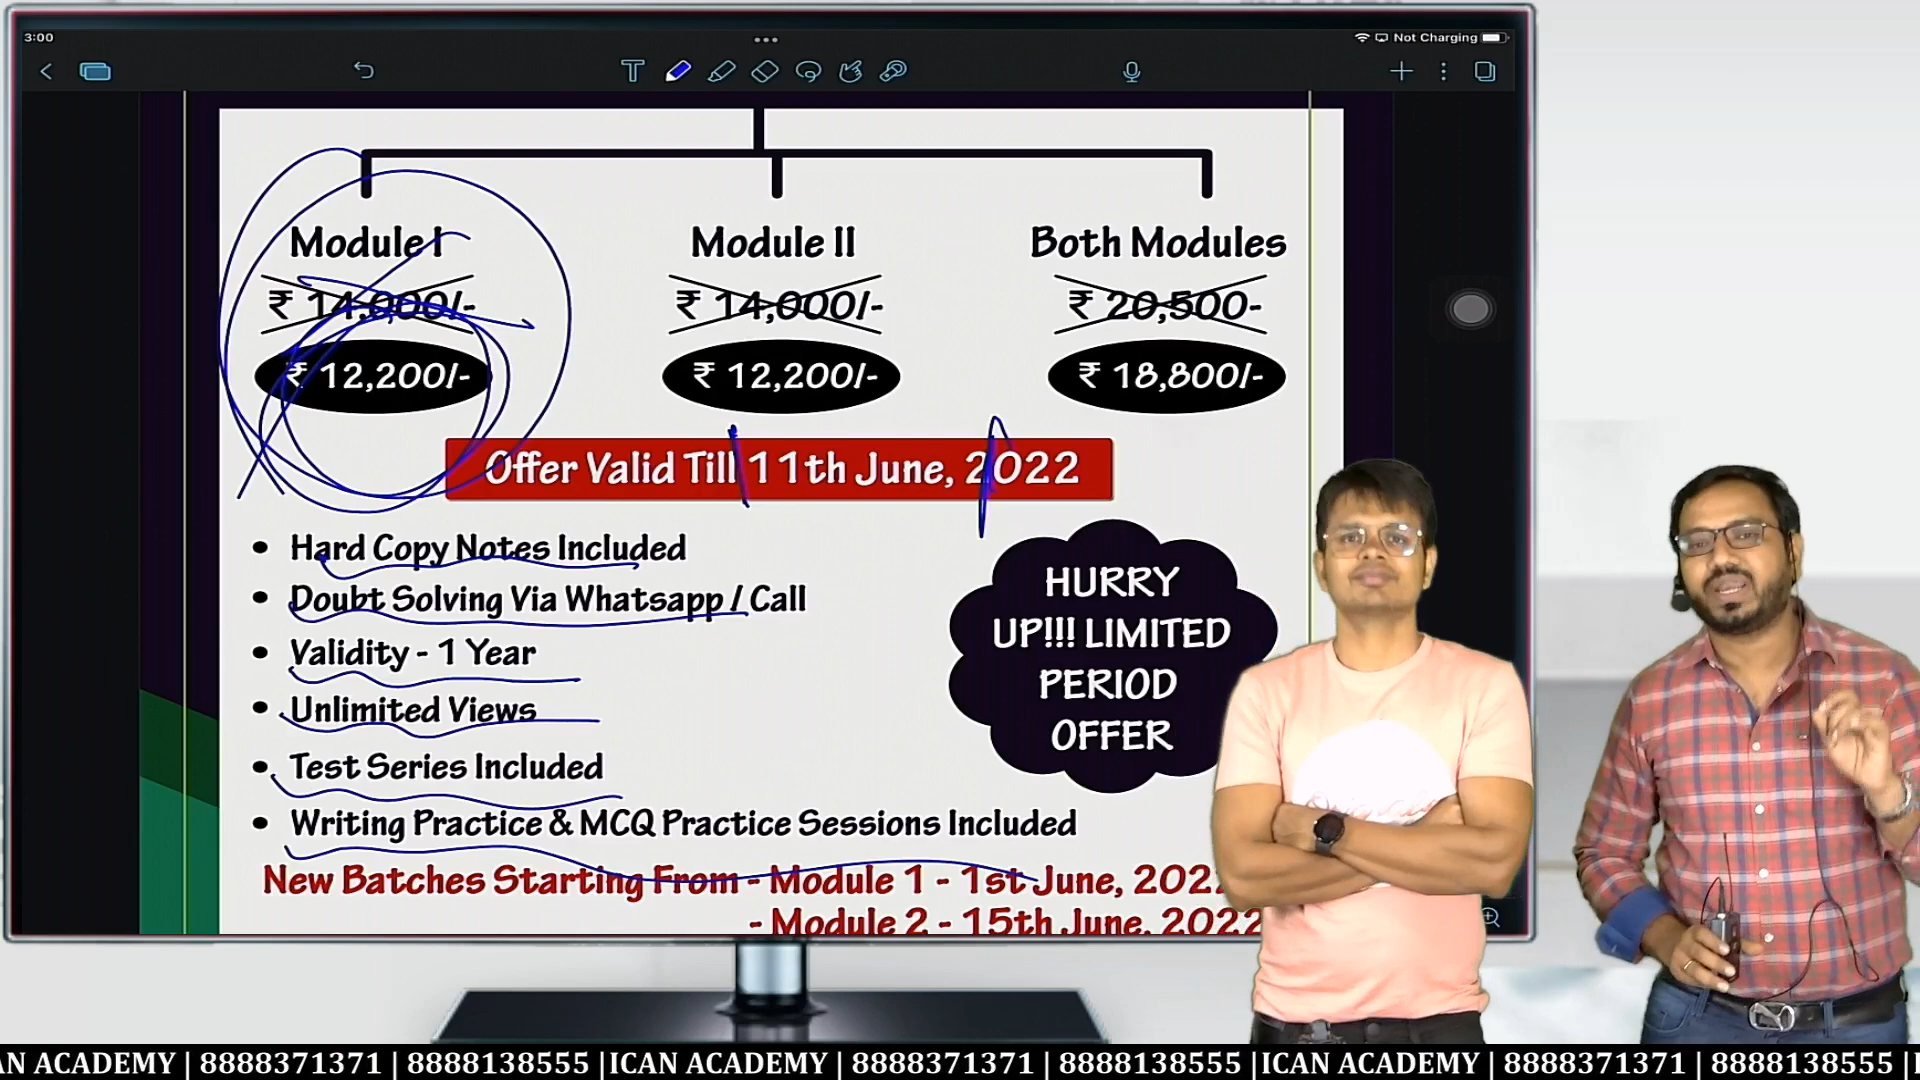 3:00
Not Charging
Module I
Module II
Both Modules
₹ 14,000/-
₹ 14,000/-
₹ 20,500-
₹ 12,200/-
₹ 12,200/-
₹ 18,800/-
Offer Valid Till 11th June, 2022
• Hard Copy Notes Included
• Doubt Solving Via Whatsapp / Call
• Validity - 1 Year
• Unlimited Views
• Test Series Included
• Writing Practice & MCQ Practice Sessions Included
HURRY
UP!!! LIMITED
PERIOD
OFFER
New Batches Starting From - Module 1 - 1st June, 2022
- Module 2 - 15th June, 2022
AN ACADEMY | 8888371371 | 8888138555 |ICAN ACADEMY | 8888371371 | 8888138555 |ICAN ACADEMY | 8888371371 | 8888138555 |